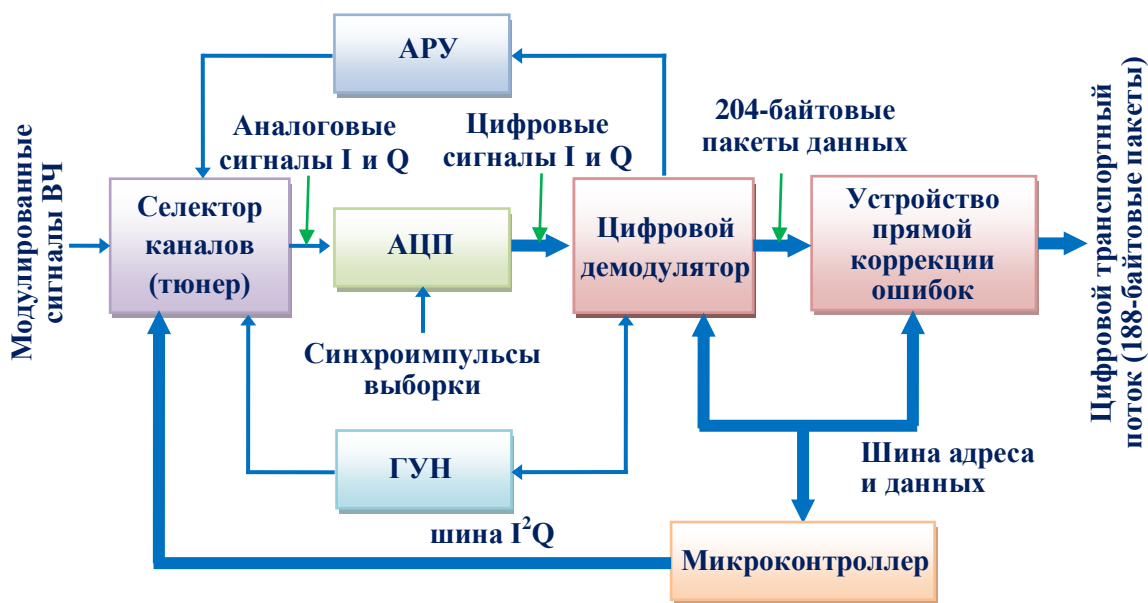 АРУ
Аналоговые
сигналы I и Q
Цифровые
сигналы I и Q
204-байтовые
пакеты данных
Модулированные
сигналы ВЧ
Селектор
каналов
(тюнер)
АЦП
Цифровой
демодулятор
Устройство
прямой
коррекции
ошибок
Цифровой транспортный
поток (188-байтовые пакеты)
Синхроимпульсы
выборки
ГУН
Шина адреса
и данных
шина I²Q
Микроконтроллер